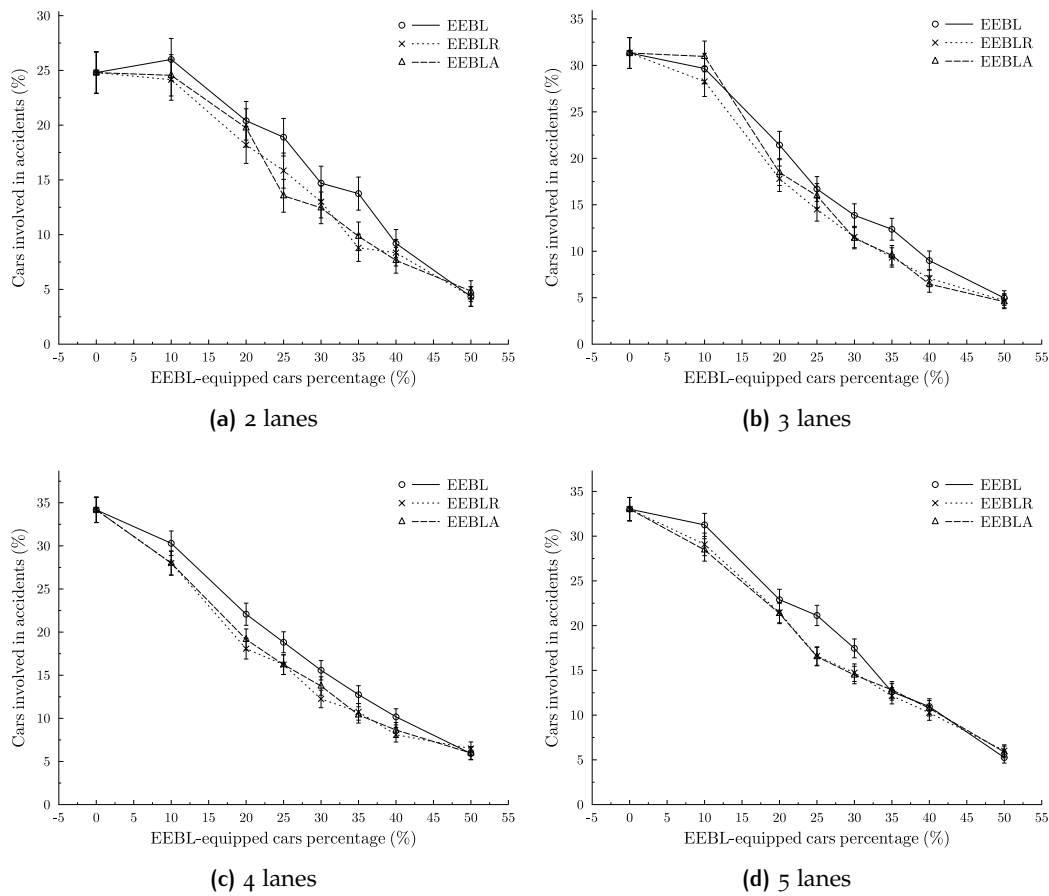 30
25
20
15
10
5
0
Cars involved in accidents (%)
EEBL
EEBLR
EEBLA
-5 0 5 10 15 20 25 30 35 40 45 50 55
EEBL-equipped cars percentage (%)
(a) 2 lanes
35
30
25
20
15
10
5
0
Cars involved in accidents (%)
EEBL
EEBLR
EEBLA
-5 0 5 10 15 20 25 30 35 40 45 50 55
EEBL-equipped cars percentage (%)
(b) 3 lanes
35
30
25
20
15
10
5
0
Cars involved in accidents (%)
EEBL
EEBLR
EEBLA
-5 0 5 10 15 20 25 30 35 40 45 50 55
EEBL-equipped cars percentage (%)
(c) 4 lanes
35
30
25
20
15
10
5
0
Cars involved in accidents (%)
EEBL
EEBLR
EEBLA
-5 0 5 10 15 20 25 30 35 40 45 50 55
EEBL-equipped cars percentage (%)
(d) 5 lanes